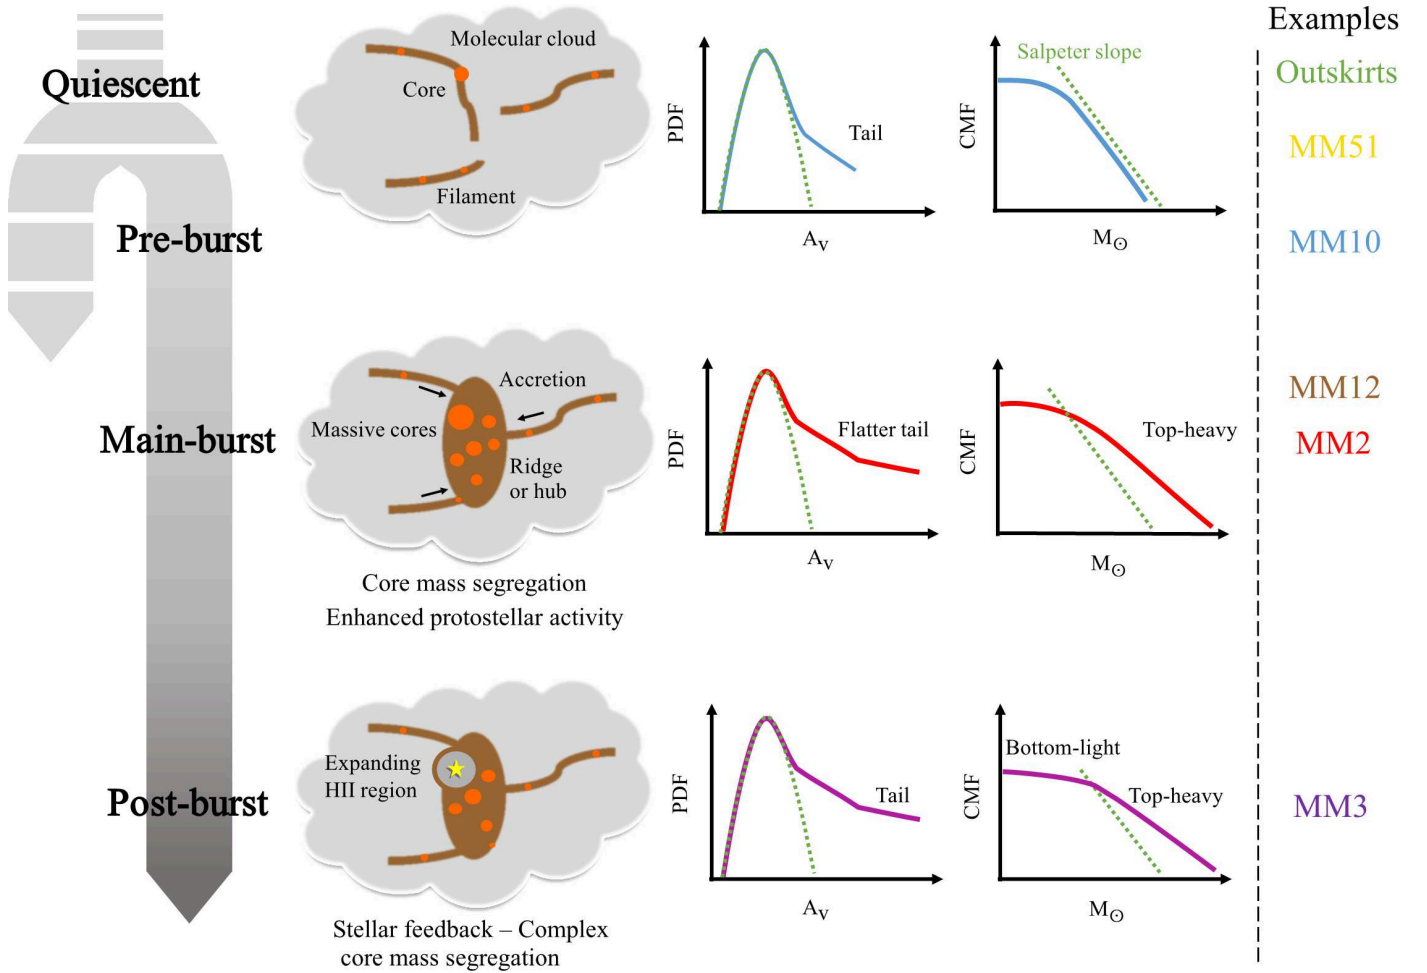 Examples
Quiescent
Molecular cloud
Core
Filament
PDF
Tail
A_V
Salpeter slope
CMF
M⊙
Outskirts
MM51
Pre-burst
MM10
Main-burst
Accretion
Massive cores
Ridge
or hub
Core mass segregation
Enhanced protostellar activity
PDF
Flatter tail
A_V
CMF
Top-heavy
M⊙
MM12
MM2
Post-burst
Expanding
HII region
Stellar feedback – Complex
core mass segregation
PDF
Tail
A_V
CMF
Bottom-light
Top-heavy
M⊙
MM3